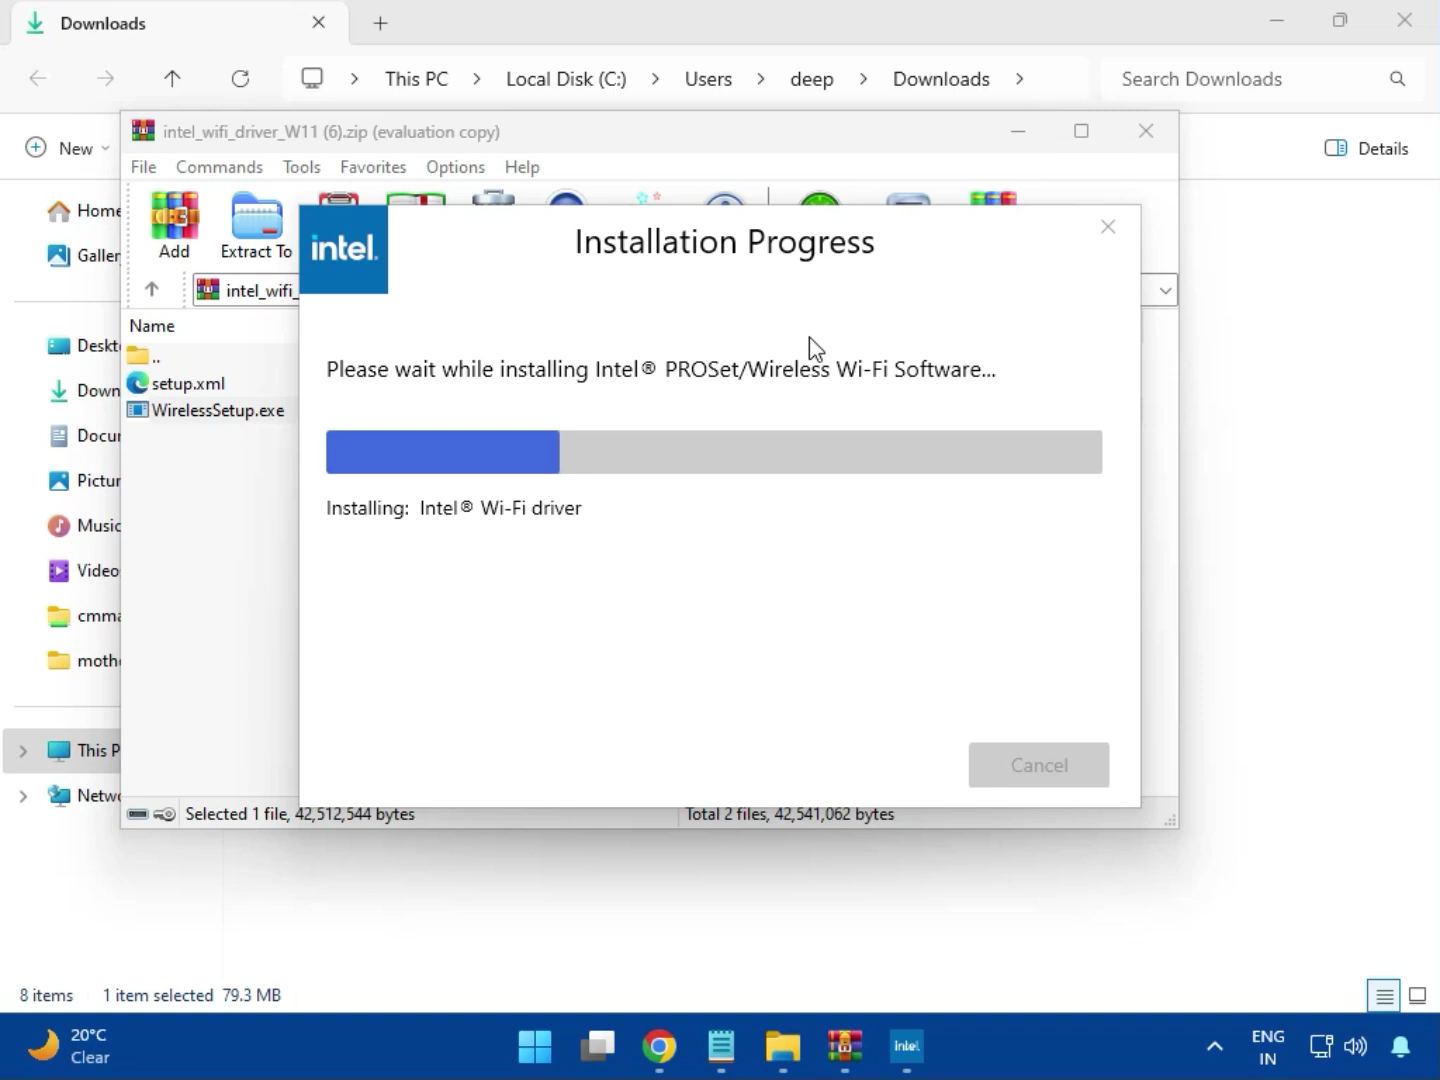 Downloads
This PC
Local Disk (C:)
Users
deep
Downloads
Search Downloads
intel_wifi_driver_W11 (6).zip (evaluation copy)
New
Details
File Commands Tools Favorites Options Help
Add
Extract To
intel_wifi_
Name
..
setup.xml
WirelessSetup.exe
Home
Galler
Deskt
Down
Docur
Pictur
Music
Video
cmma
moth
This P
Netwo
intel.
Installation Progress
Please wait while installing Intel® PROSet/Wireless Wi-Fi Software...
Installing: Intel® Wi-Fi driver
Cancel
Selected 1 file, 42,512,544 bytes
Total 2 files, 42,541,062 bytes
8 items 1 item selected 79.3 MB
20°C
Clear
intel.
ENG
IN